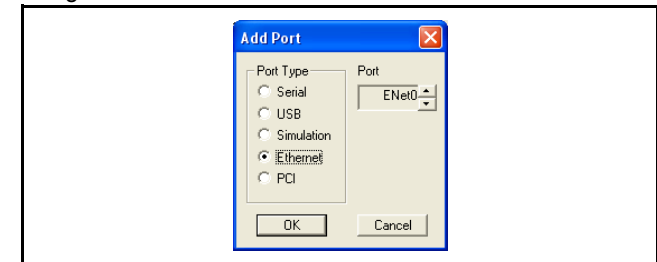 Add Port
Port Type
Port
Serial
ENet0
USB
Simulation
Ethernet
PCI
OK
Cancel